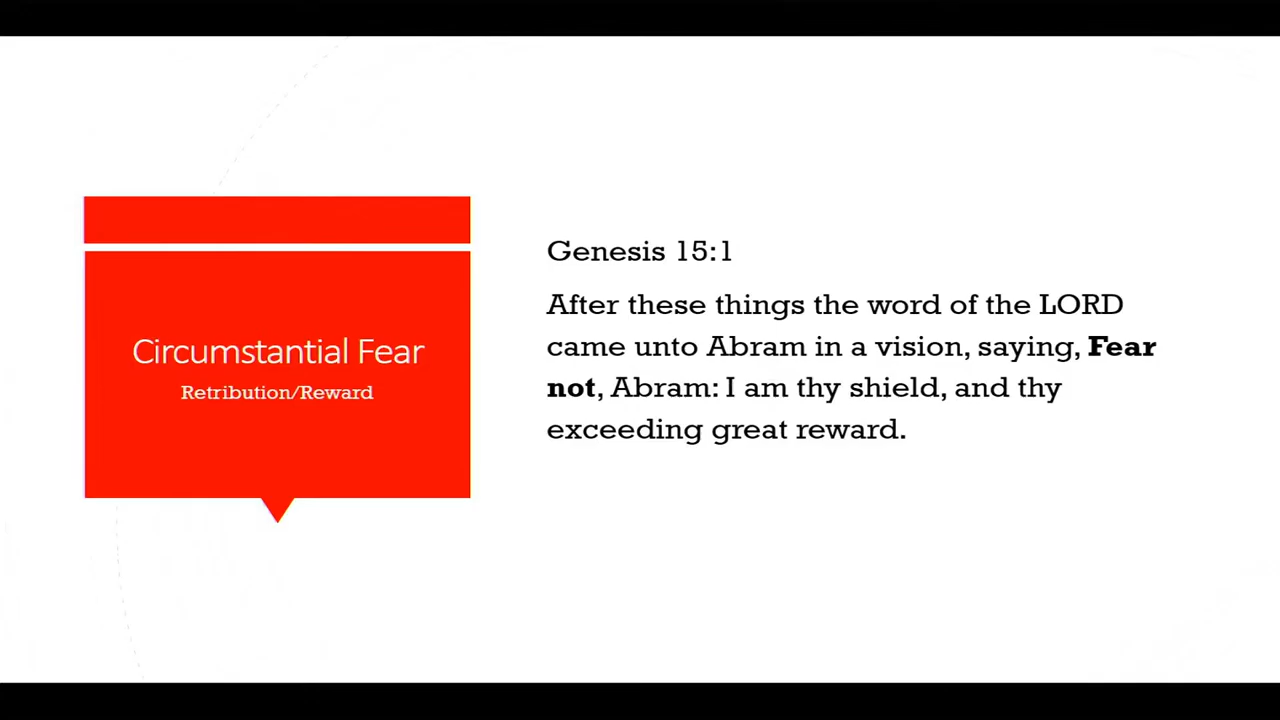 Circumstantial Fear
Retribution/Reward
Genesis 15:1
After these things the word of the LORD
came unto Abram in a vision, saying, Fear
not, Abram: I am thy shield, and thy
exceeding great reward.